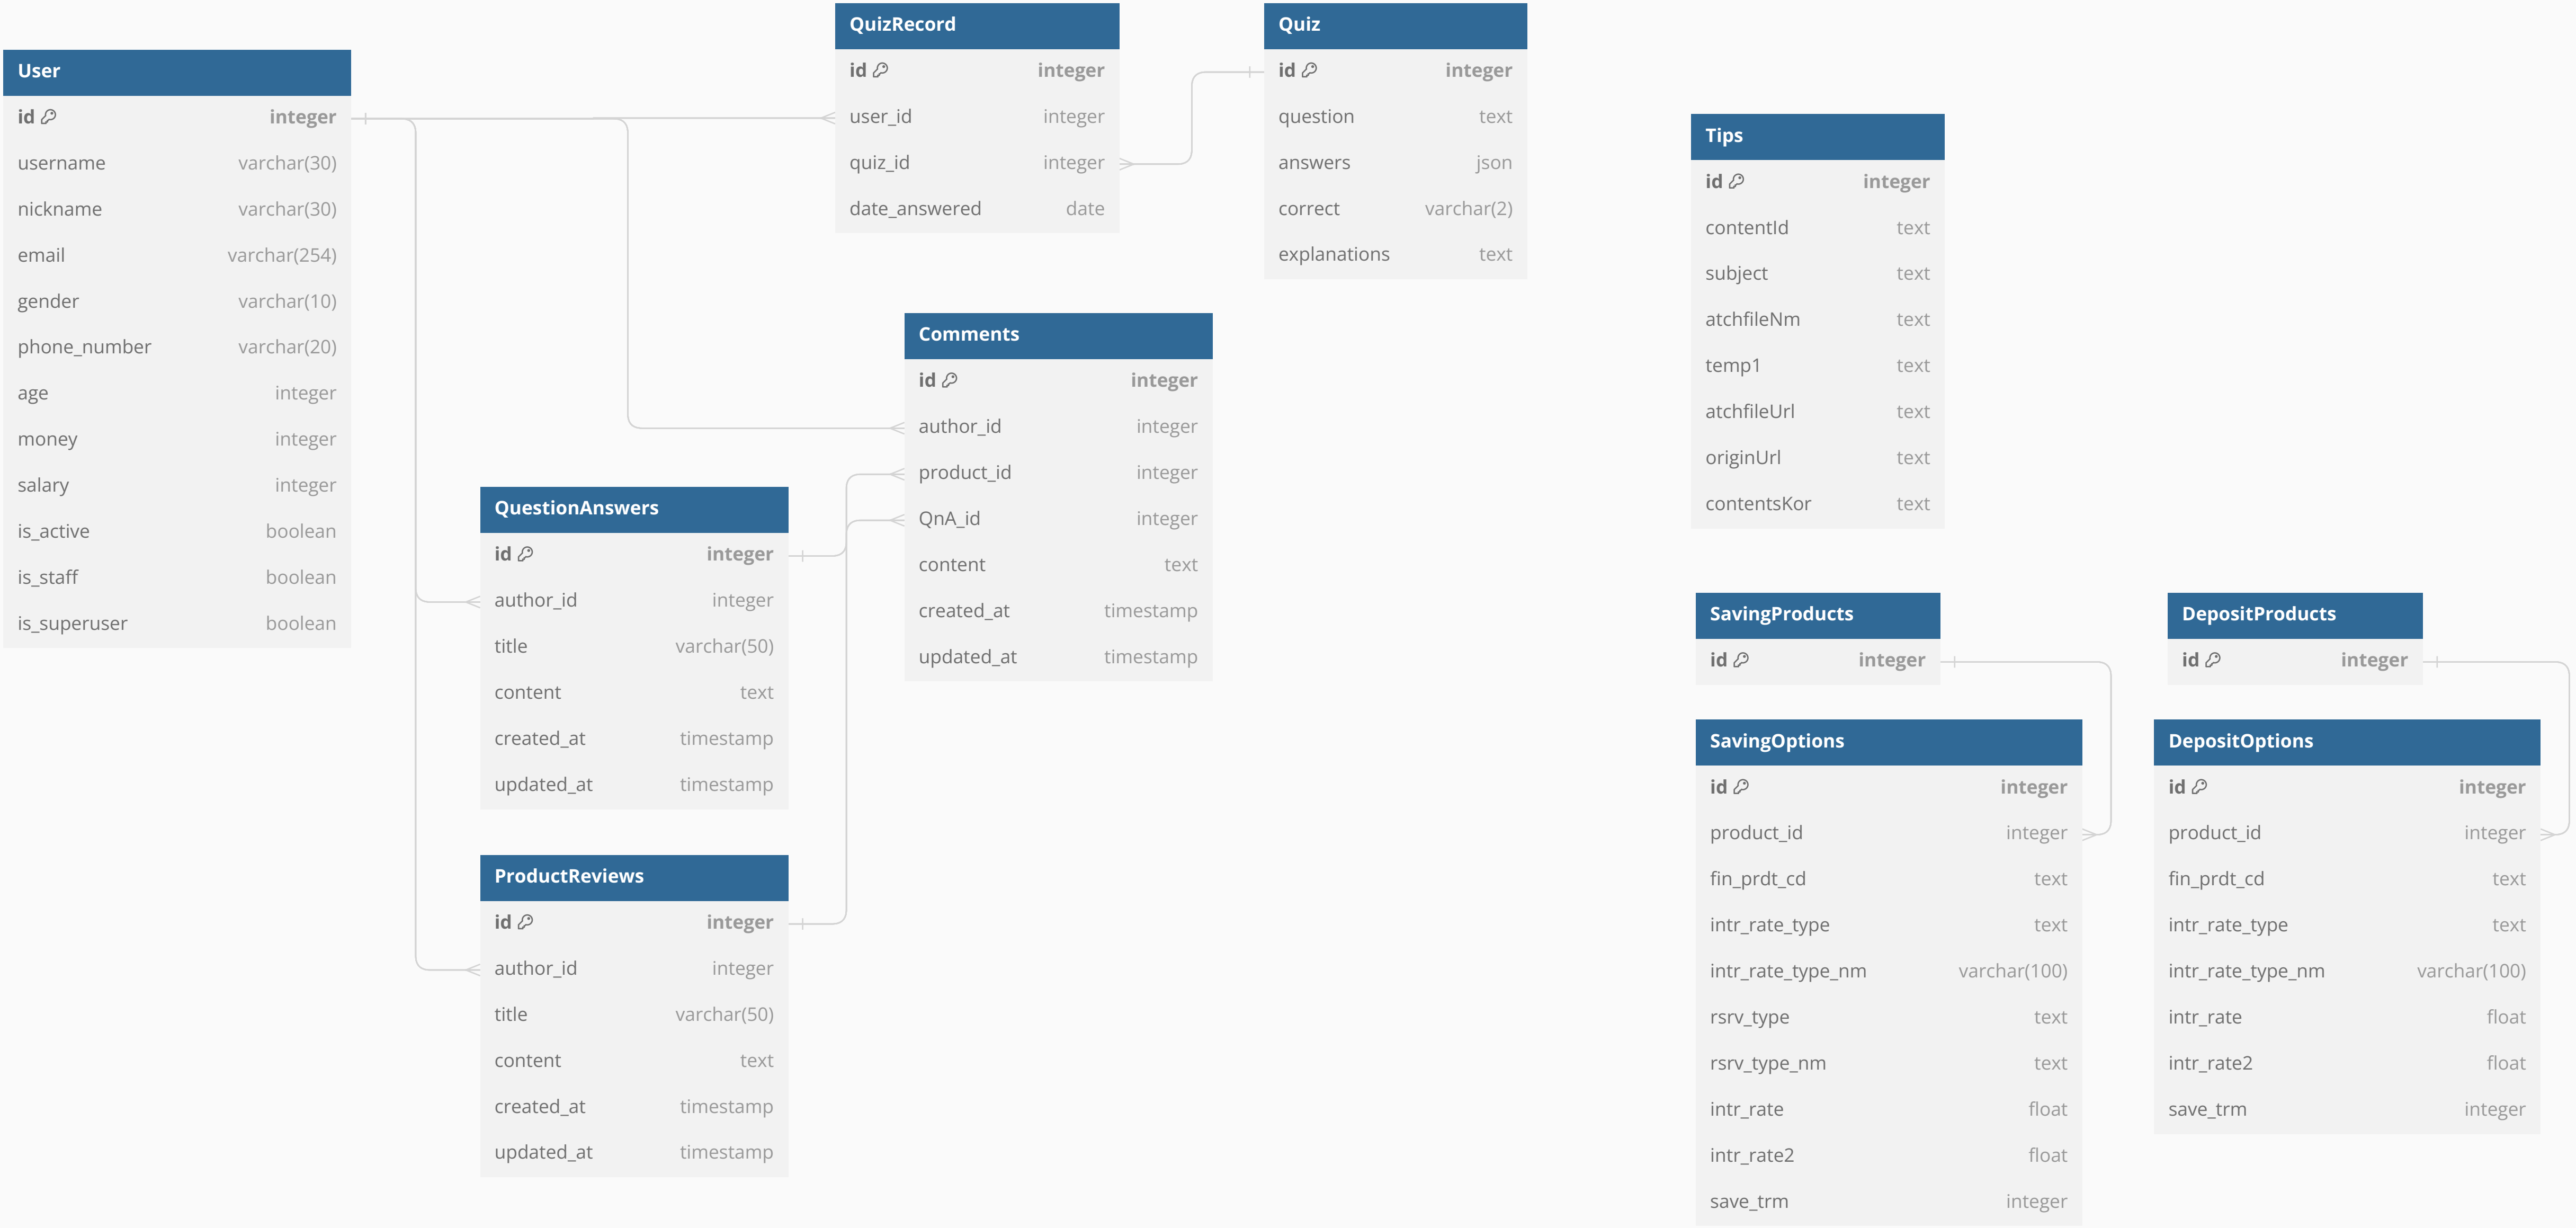 User
id integer
username varchar(30)
nickname varchar(30)
email varchar(254)
gender varchar(10)
phone_number varchar(20)
age integer
money integer
salary integer
is_active boolean
is_staff boolean
is_superuser boolean
QuizRecord
id integer
user_id integer
quiz_id integer
date_answered date
Quiz
id integer
question text
answers json
correct varchar(2)
explanations text
Comments
id integer
author_id integer
product_id integer
QnA_id integer
content text
created_at timestamp
updated_at timestamp
QuestionAnswers
id integer
author_id integer
title varchar(50)
content text
created_at timestamp
updated_at timestamp
ProductReviews
id integer
author_id integer
title varchar(50)
content text
created_at timestamp
updated_at timestamp
Tips
id integer
contentId text
subject text
atchfileNm text
temp1 text
atchfileUrl text
originUrl text
contentsKor text
SavingProducts
id integer
DepositProducts
id integer
SavingOptions
id integer
product_id integer
fin_prdt_cd text
intr_rate_type text
intr_rate_type_nm varchar(100)
rsrv_type text
rsrv_type_nm text
intr_rate float
intr_rate2 float
save_trm integer
DepositOptions
id integer
product_id integer
fin_prdt_cd text
intr_rate_type text
intr_rate_type_nm varchar(100)
intr_rate float
intr_rate2 float
save_trm integer